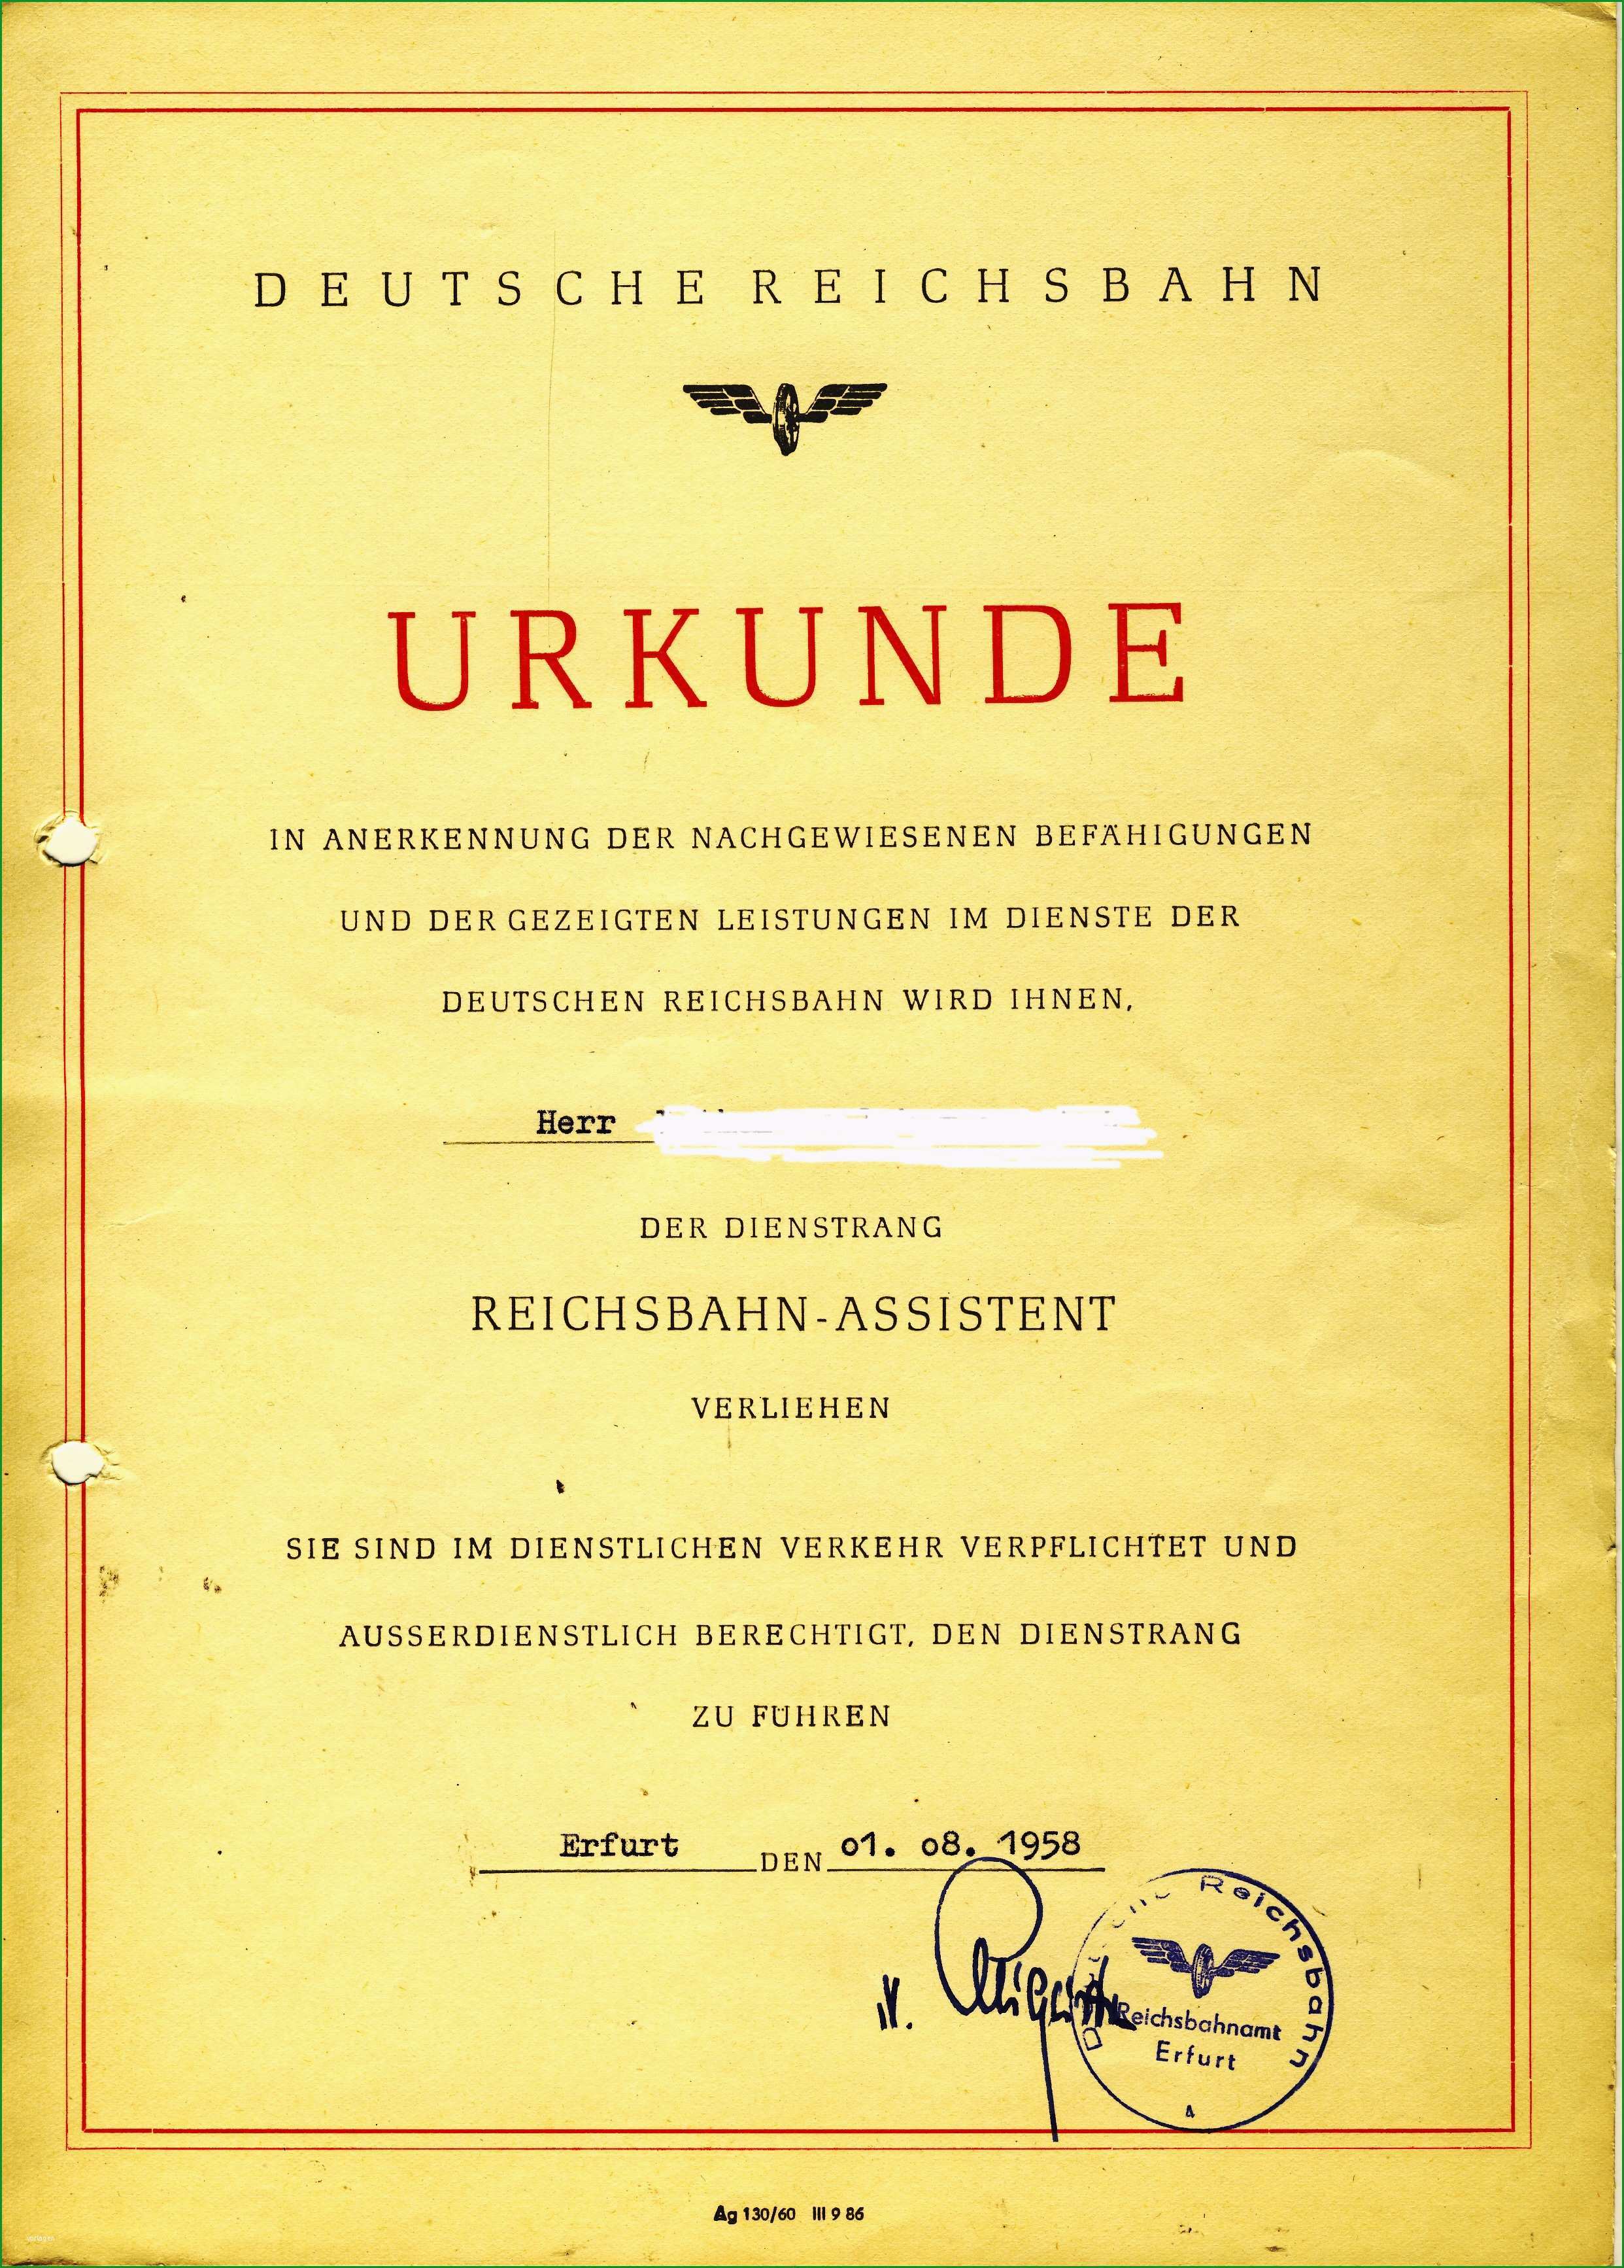 DEUTSCHE REICHSBAHN
URKUNDE
IN ANERKENNUNG DER NACHGEWIESENEN BEFÄHIGUNGEN
UND DER GEZEIGTEN LEISTUNGEN IM DIENSTE DER
DEUTSCHEN REICHSBAHN WIRD IHNEN,
Herr
DER DIENSTRANG
REICHSBAHN-ASSISTENT
VERLIEHEN
SIE SIND IM DIENSTLICHEN VERKEHR VERPFLICHTET UND
AUSSERDIENSTLICH BERECHTIGT, DEN DIENSTRANG
ZU FÜHREN
Erfurt DEN 01. 08. 1958
Reichsbahn
Reichsbahnamt
Erfurt
4
Ag 130/60 III 9 86